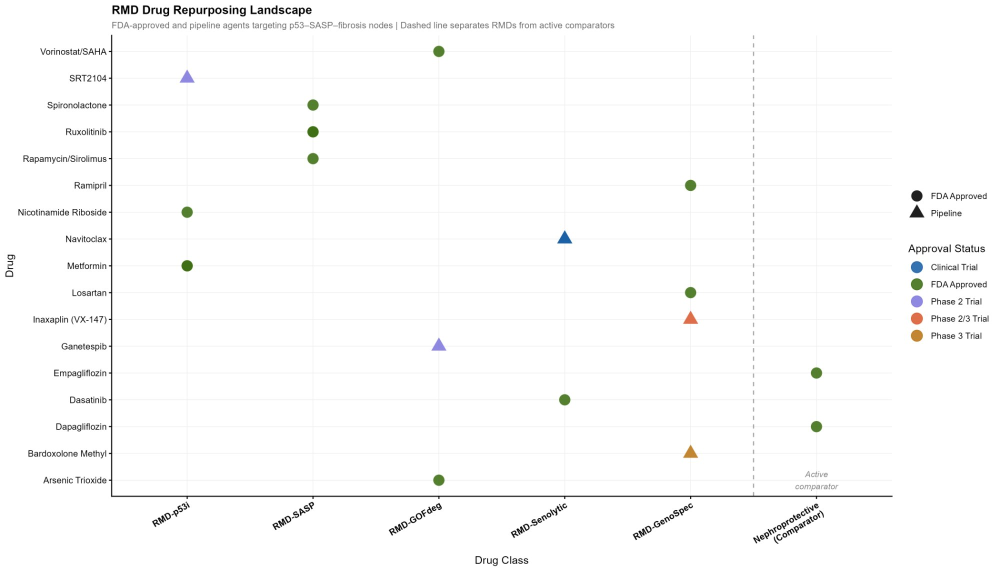 RMD Drug Repurposing Landscape
FDA-approved and pipeline agents targeting p53–SASP–fibrosis nodes | Dashed line separates RMDs from active comparators
Drug
Vorinostat/SAHA
SRT2104
Spironolactone
Ruxolitinib
Rapamycin/Sirolimus
Ramipril
Nicotinamide Riboside
Navitoclax
Metformin
Losartan
Inaxaplin (VX-147)
Ganetespib
Empagliflozin
Dasatinib
Dapagliflozin
Bardoxolone Methyl
Arsenic Trioxide
Active
comparator
RMD-p53i
RMD-SASP
RMD-GOFdeg
RMD-Senolytic
RMD-GenoSpec
Nephroprotective
(Comparator)
Drug Class
FDA Approved
Pipeline
Approval Status
Clinical Trial
FDA Approved
Phase 2 Trial
Phase 2/3 Trial
Phase 3 Trial